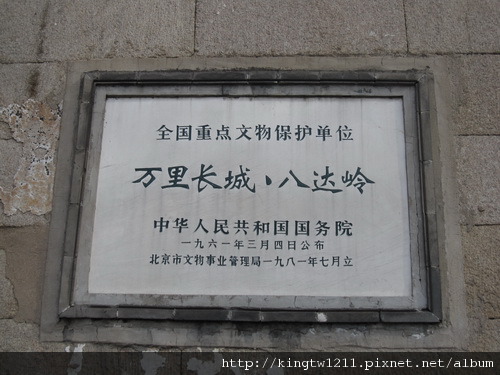 全国重点文物保护单位
万里长城、八达岭
中华人民共和国国务院
一九六一年三月四日公布
北京市文物事业管理局一九八一年七月立
http://kingtw1211.pixnet.net/album